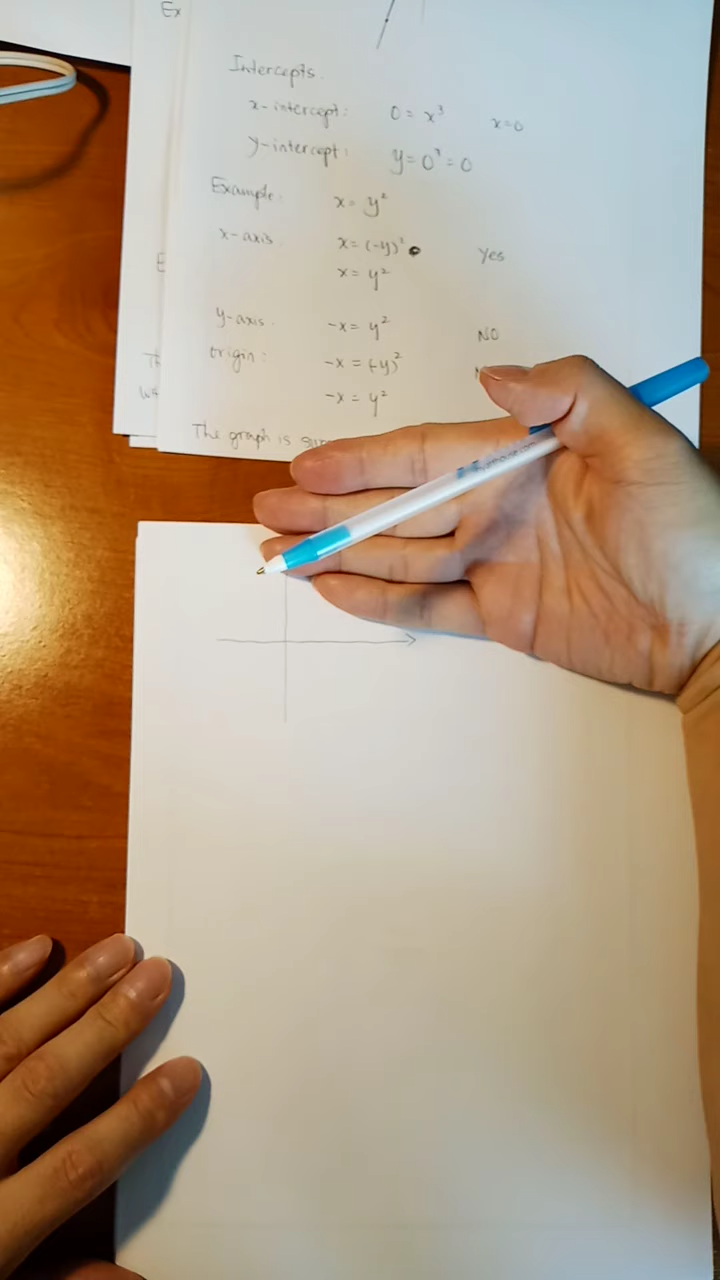 Ex
Intercepts.
x-intercept: 0 = x³ x=0
y-intercept: y = 0³ = 0
Example: x = y²
x-axis. x = (-y)² Yes
x = y²
y-axis. -x = y² NO
Origin: -x = (-y)²
-x = y²
The graph is